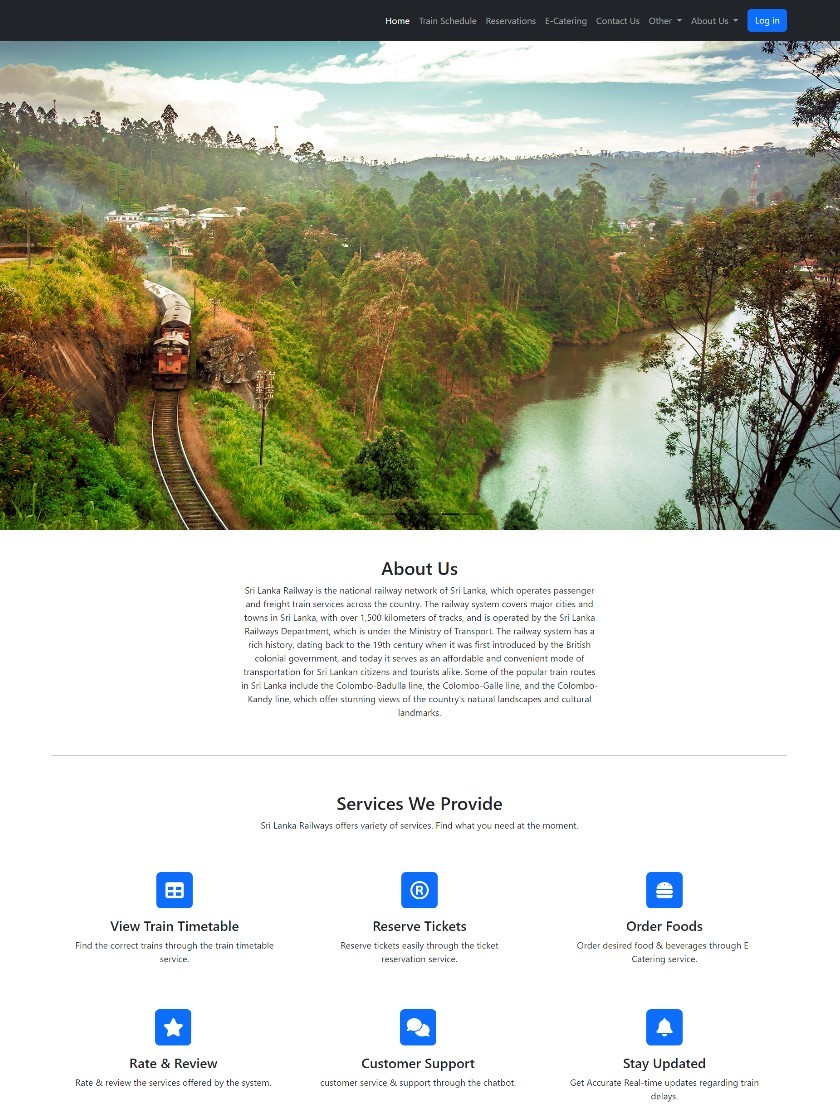 Home Train Schedule Reservations E-Catering Contact Us Other About Us Log in
About Us
Sri Lanka Railway is the national railway network of Sri Lanka, which operates passenger
and freight train services across the country. The railway system covers major cities and
towns in Sri Lanka, with over 1,500 kilometers of tracks, and is operated by the Sri Lanka
Railways Department, which is under the Ministry of Transport. The railway system has a
rich history, dating back to the 19th century when it was first introduced by the British
colonial government, and today it serves as an affordable and convenient mode of
transportation for Sri Lankan citizens and tourists alike. Some of the popular train routes
in Sri Lanka include the Colombo-Badulla line, the Colombo-Galle line, and the Colombo-
Kandy line, which offer stunning views of the country's natural landscapes and cultural
landmarks.
Services We Provide
Sri Lanka Railways offers variety of services. Find what you need at the moment.
R
View Train Timetable
Find the correct trains through the train timetable
service.
Reserve Tickets
Reserve tickets easily through the ticket
reservation service.
Order Foods
Order desired food & beverages through E-
Catering service.
Rate & Review
Rate & review the services offered by the system.
Customer Support
customer service & support through the chatbot.
Stay Updated
Get Accurate Real-time updates regarding train
delays.